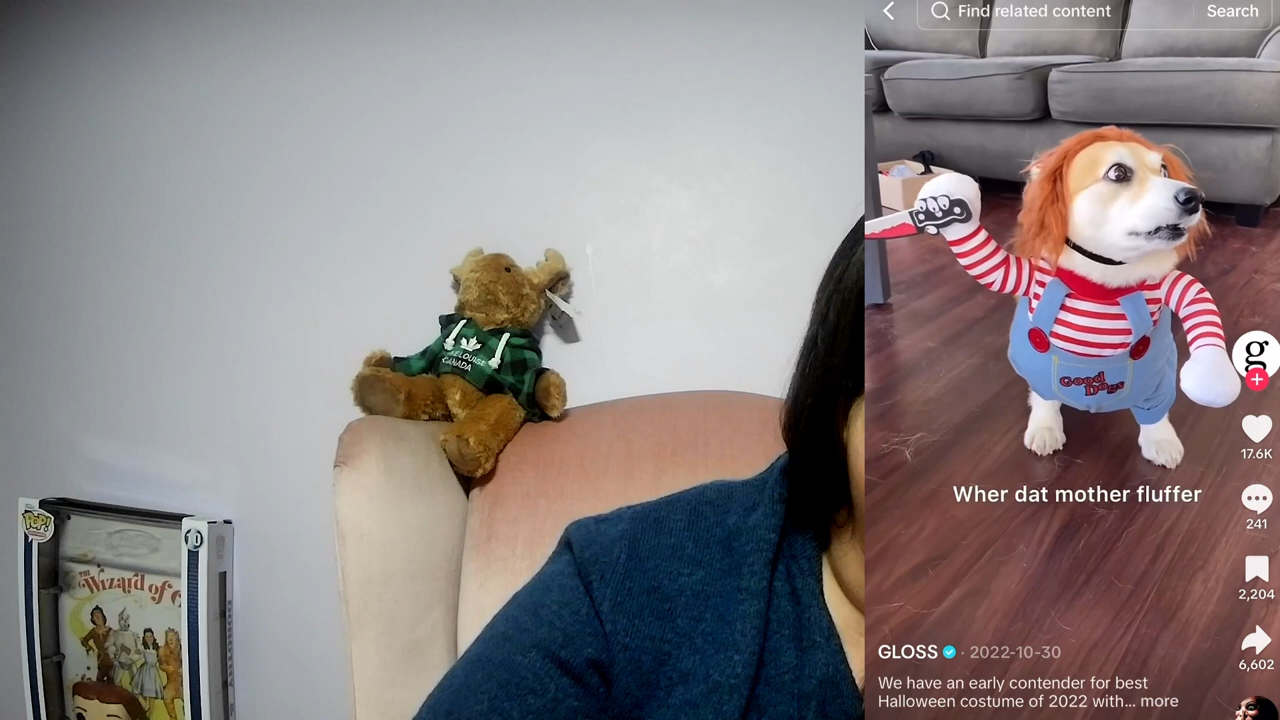 POP!
THE
Wizard of
LOUISE
CANADA
Find related content
Search
Good
Dogs
Wher dat mother fluffer
g
17.6K
241
2,204
6,602
GLOSS · 2022-10-30
We have an early contender for best
Halloween costume of 2022 with... more